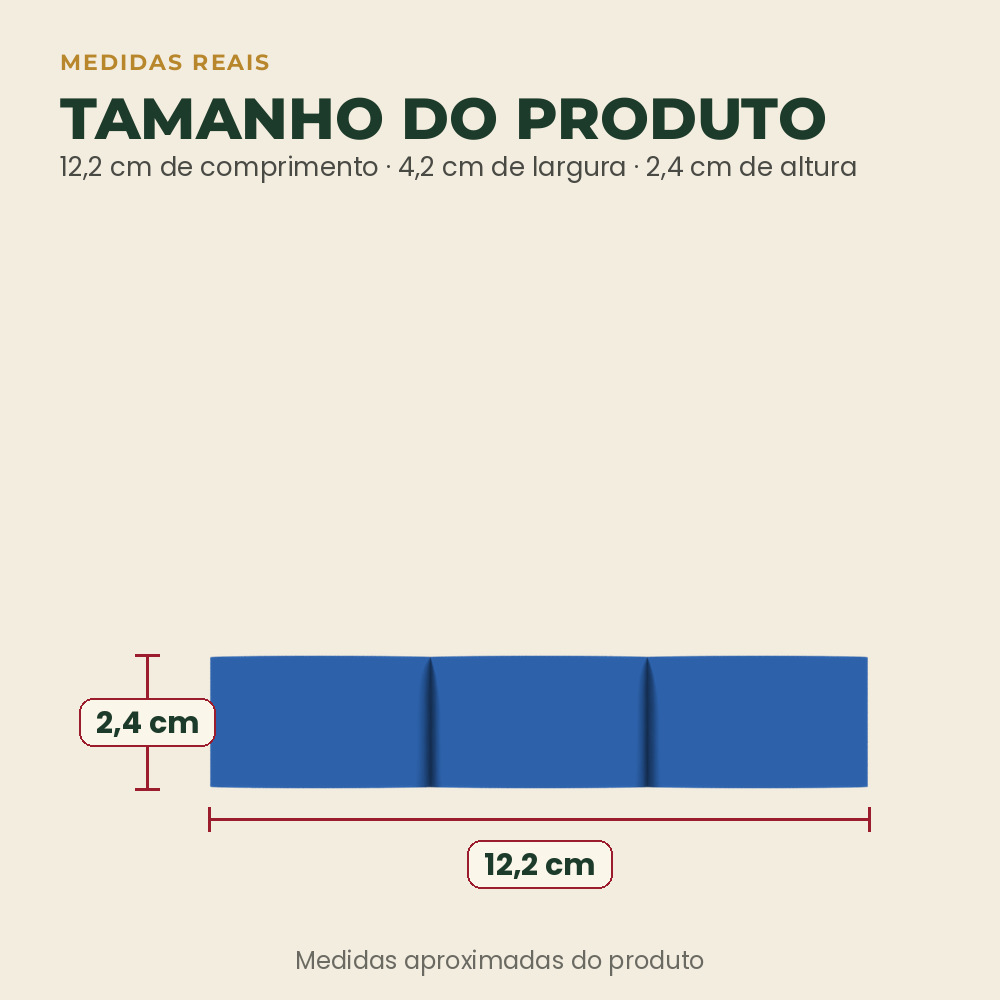 MEDIDAS REAIS
TAMANHO DO PRODUTO
12,2 cm de comprimento · 4,2 cm de largura · 2,4 cm de altura
2,4 cm
12,2 cm
Medidas aproximadas do produto